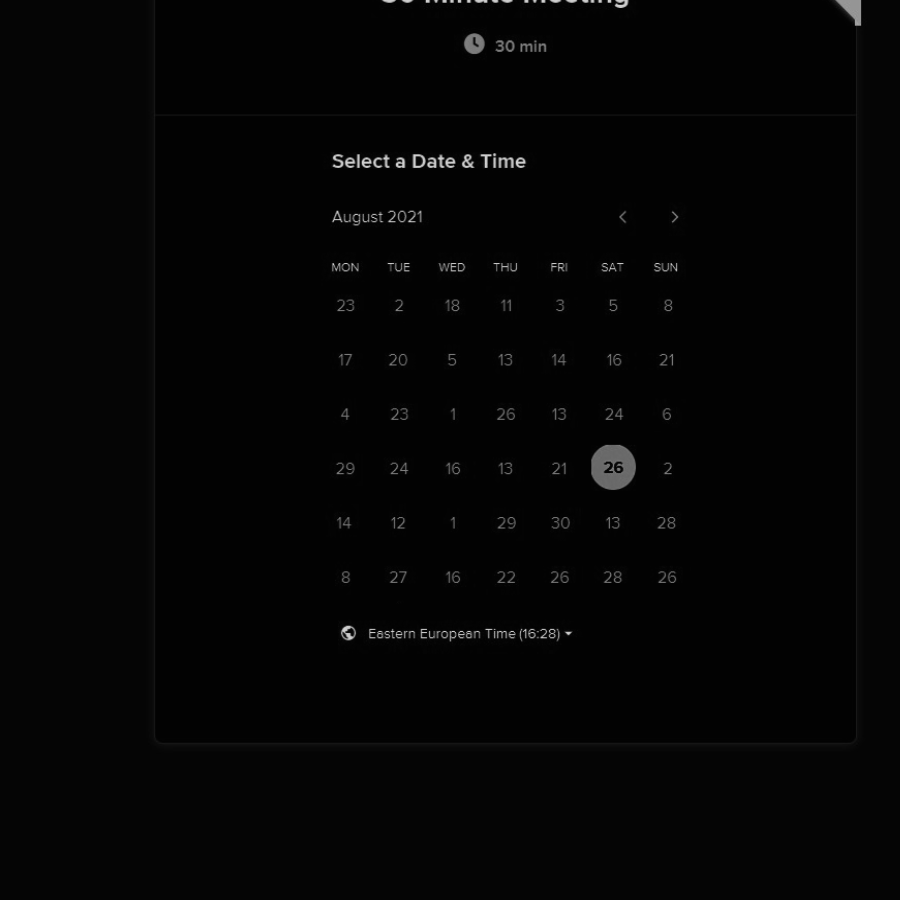 30 Minute Meeting
30 min
Select a Date & Time
August 2021
MON TUE WED THU FRI SAT SUN
23 2 18 11 3 5 8
17 20 5 13 14 16 21
4 23 1 26 13 24 6
29 24 16 13 21 26 2
14 12 1 29 30 13 28
8 27 16 22 26 28 26
Eastern European Time (16:28)